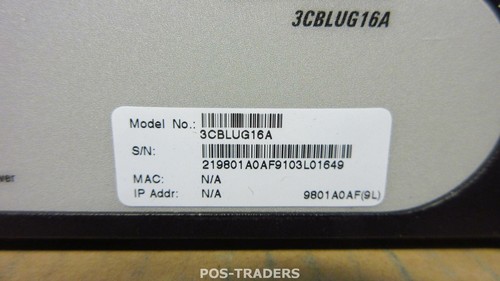 3CBLUG16A
Model No.:
3CBLUG16A
S/N:
219801A0AF9103L01649
MAC: N/A
IP Addr: N/A 9801A0AF(9L)
POS-TRADERS